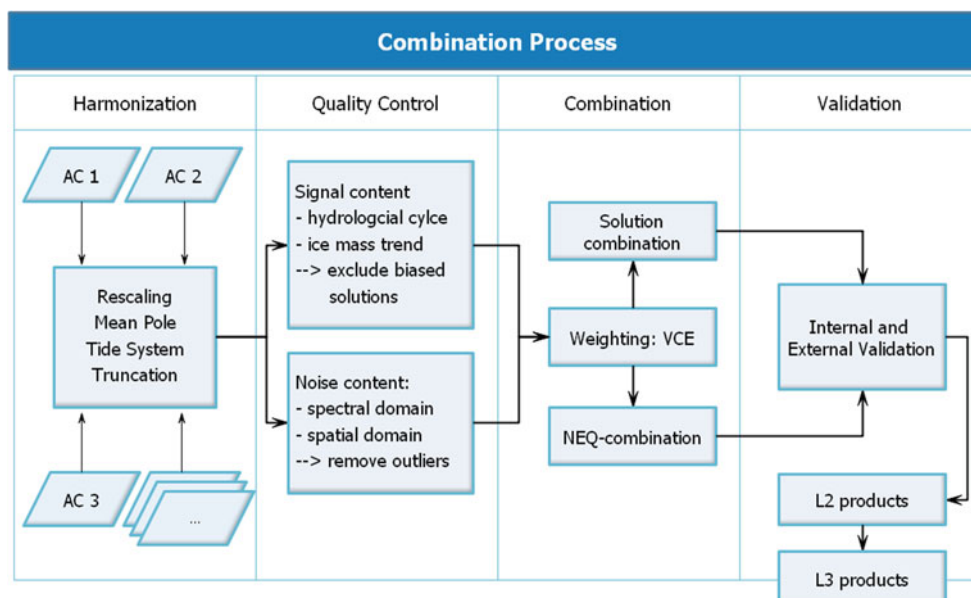 Combination Process
Harmonization
Quality Control
Combination
Validation
AC 1
AC 2
Rescaling
Mean Pole
Tide System
Truncation
AC 3
...
Signal content
- hydrologcial cylce
- ice mass trend
--> exclude biased
solutions
Noise content:
- spectral domain
- spatial domain
--> remove outliers
Solution
combination
Weighting: VCE
NEQ-combination
Internal and
External Validation
L2 products
L3 products